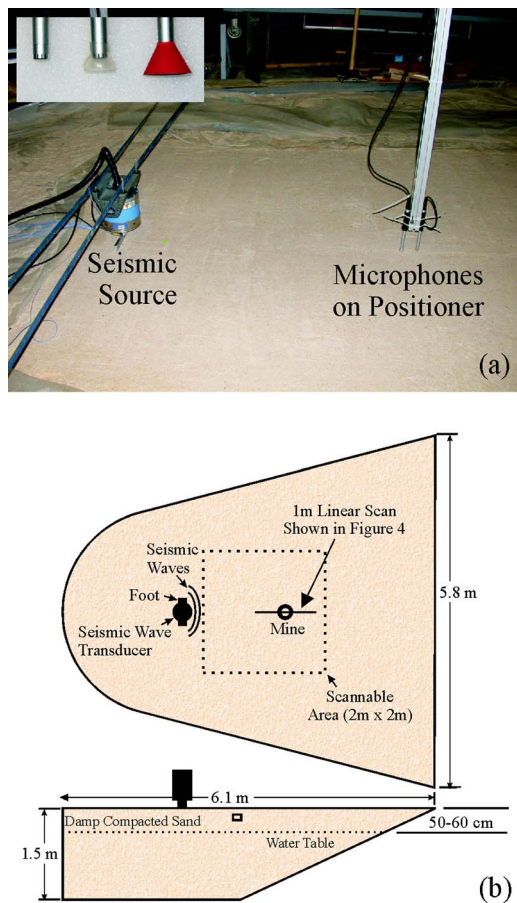 Seismic
Source
Microphones
on Positioner
(a)
1m Linear Scan
Shown in Figure 4
Seismic
Waves
Foot
Seismic Wave
Transducer
Mine
5.8 m
Scannable
Area (2m x 2m)
6.1 m
Damp Compacted Sand
50-60 cm
1.5 m
Water Table
(b)